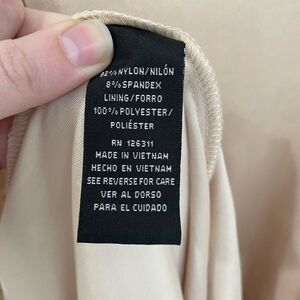 92% NYLON/NILÓN
8% SPANDEX
LINING/FORRO
100% POLYESTER/
POLIÉSTER
RN 126311
MADE IN VIETNAM
HECHO EN VIETNAM
SEE REVERSE FOR CARE
VER AL DORSO
PARA EL CUIDADO